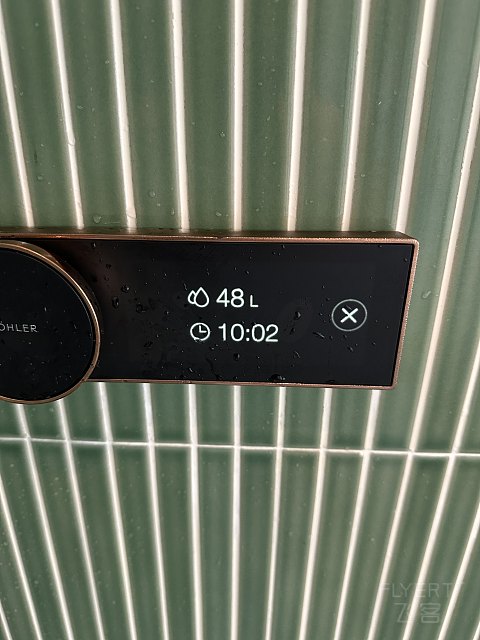 ÖHLER
48 L
10:02
FLYERT
飞客